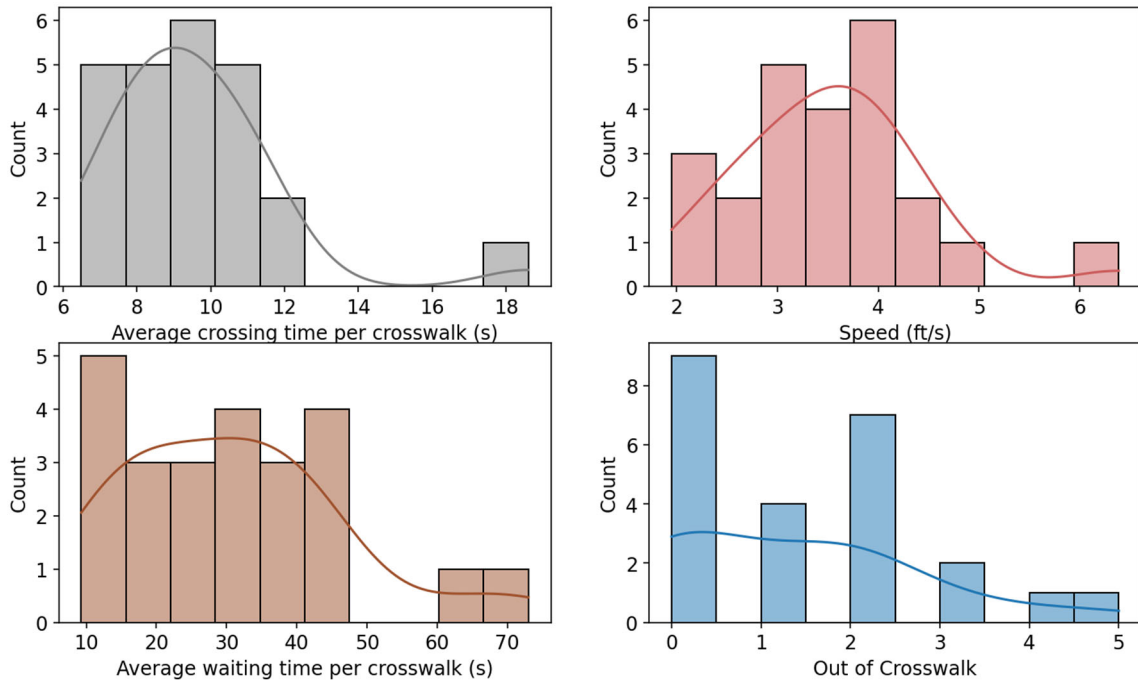 6
5
4
3
2
1
0
Count
6 8 10 12 14 16 18
Average crossing time per crosswalk (s)
6
5
4
3
2
1
0
Count
2 3 4 5 6
Speed (ft/s)
5
4
3
2
1
0
Count
10 20 30 40 50 60 70
Average waiting time per crosswalk (s)
8
6
4
2
0
Count
0 1 2 3 4 5
Out of Crosswalk